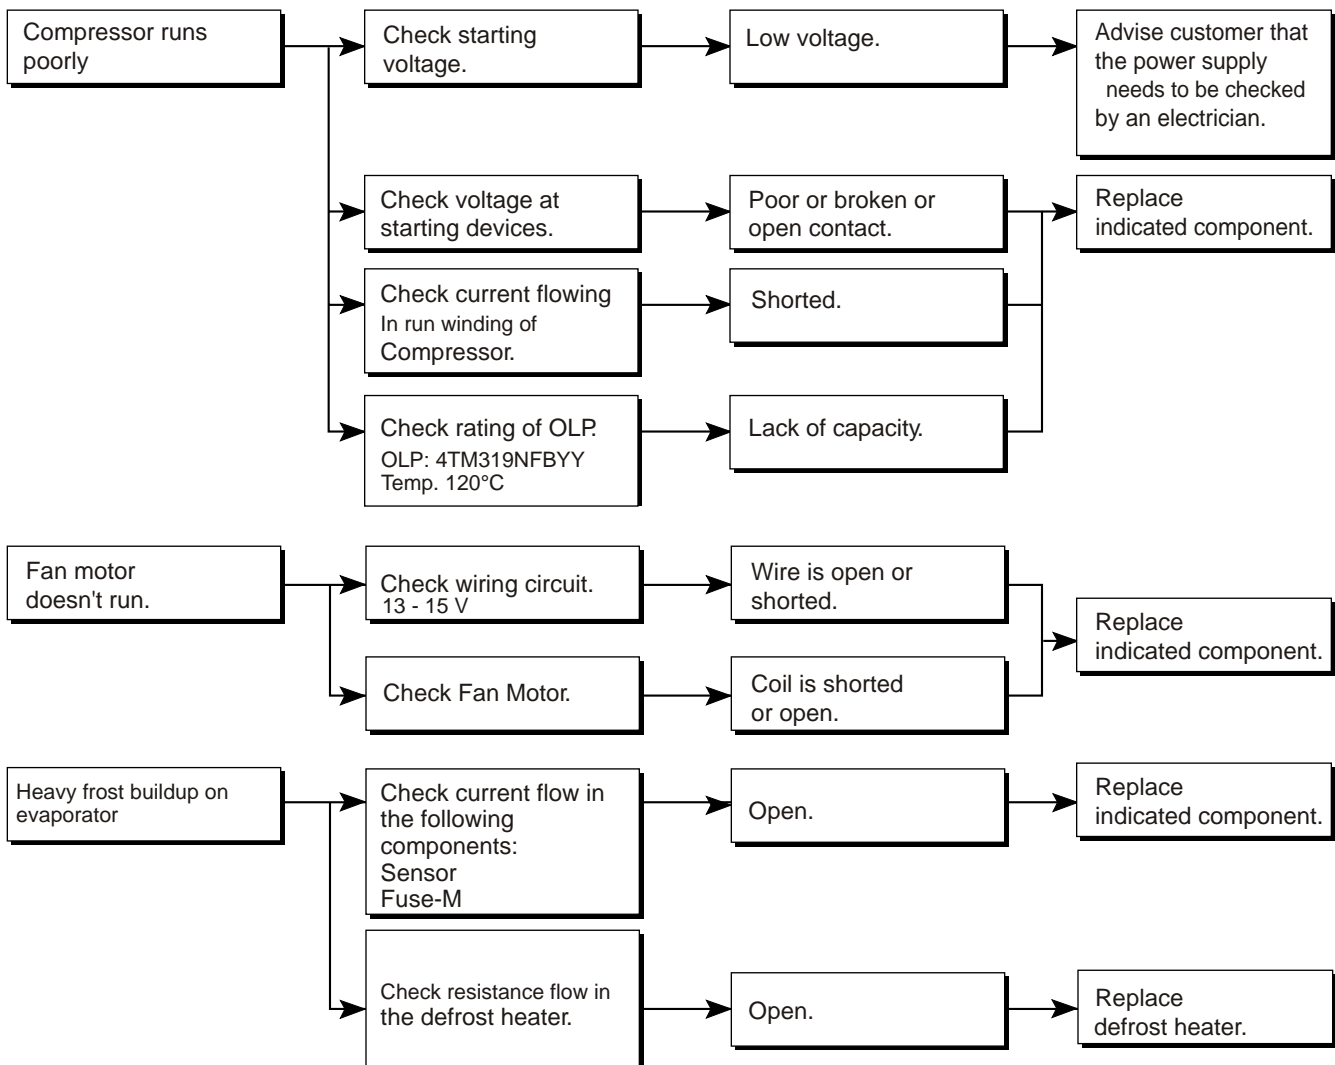 Compressor runs
poorly
Check starting
voltage.
Low voltage.
Advise customer that
the power supply
needs to be checked
by an electrician.
Check voltage at
starting devices.
Poor or broken or
open contact.
Replace
indicated component.
Check current flowing
In run winding of
Compressor.
Shorted.
Check rating of OLP.
OLP: 4TM319NFBYY
Temp. 120°C
Lack of capacity.
Fan motor
doesn't run.
Check wiring circuit.
13 - 15 V
Wire is open or
shorted.
Replace
indicated component.
Check Fan Motor.
Coil is shorted
or open.
Heavy frost buildup on
evaporator
Check current flow in
the following
components:
Sensor
Fuse-M
Open.
Replace
indicated component.
Check resistance flow in
the defrost heater.
Open.
Replace
defrost heater.